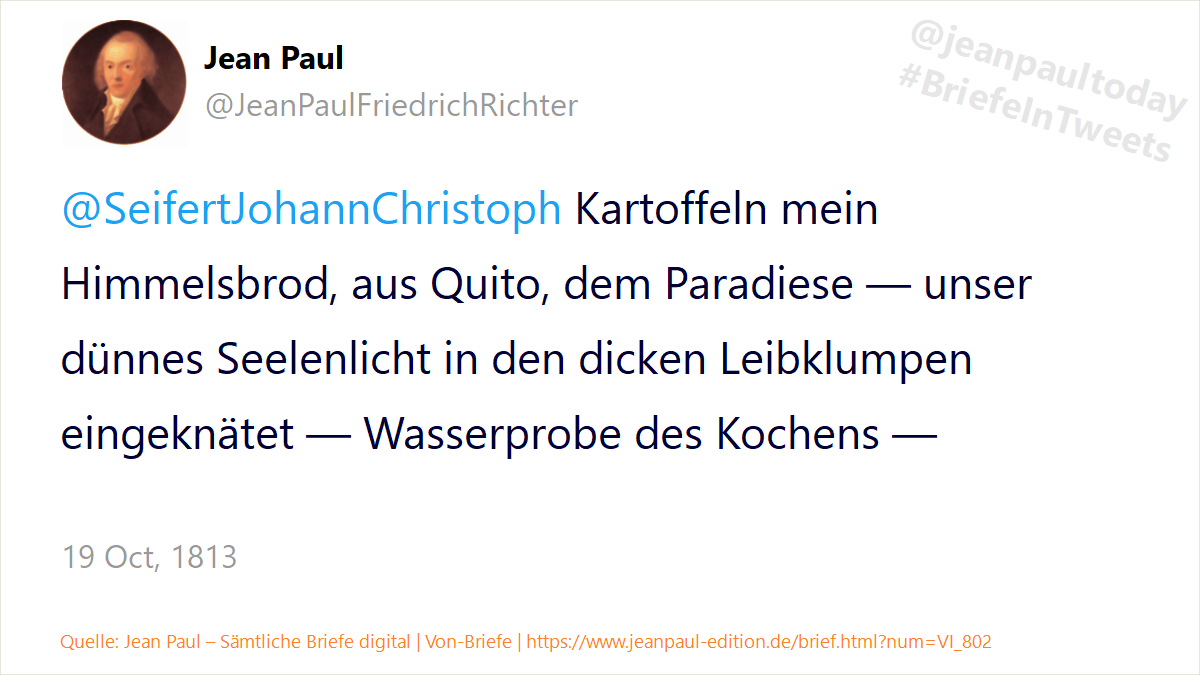 Jean Paul
@JeanPaulFriedrichRichter
@jeanpaultoday
#BriefeInTweets
@SeifertJohannChristoph Kartoffeln mein
Himmelsbrod, aus Quito, dem Paradiese — unser
dünnes Seelenlicht in den dicken Leibklumpen
eingeknätet — Wasserprobe des Kochens —
19 Oct, 1813
Quelle: Jean Paul – Sämtliche Briefe digital | Von-Briefe | https://www.jeanpaul-edition.de/brief.html?num=VI_802